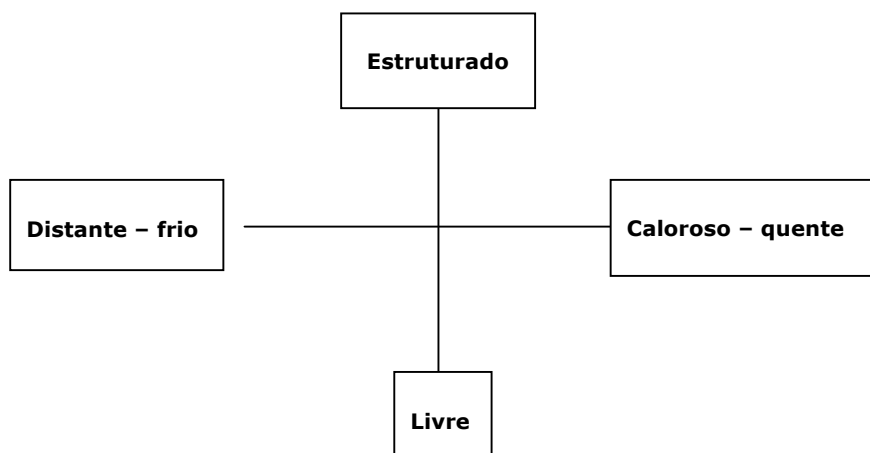 Estruturado
Distante – frio
Caloroso – quente
Livre